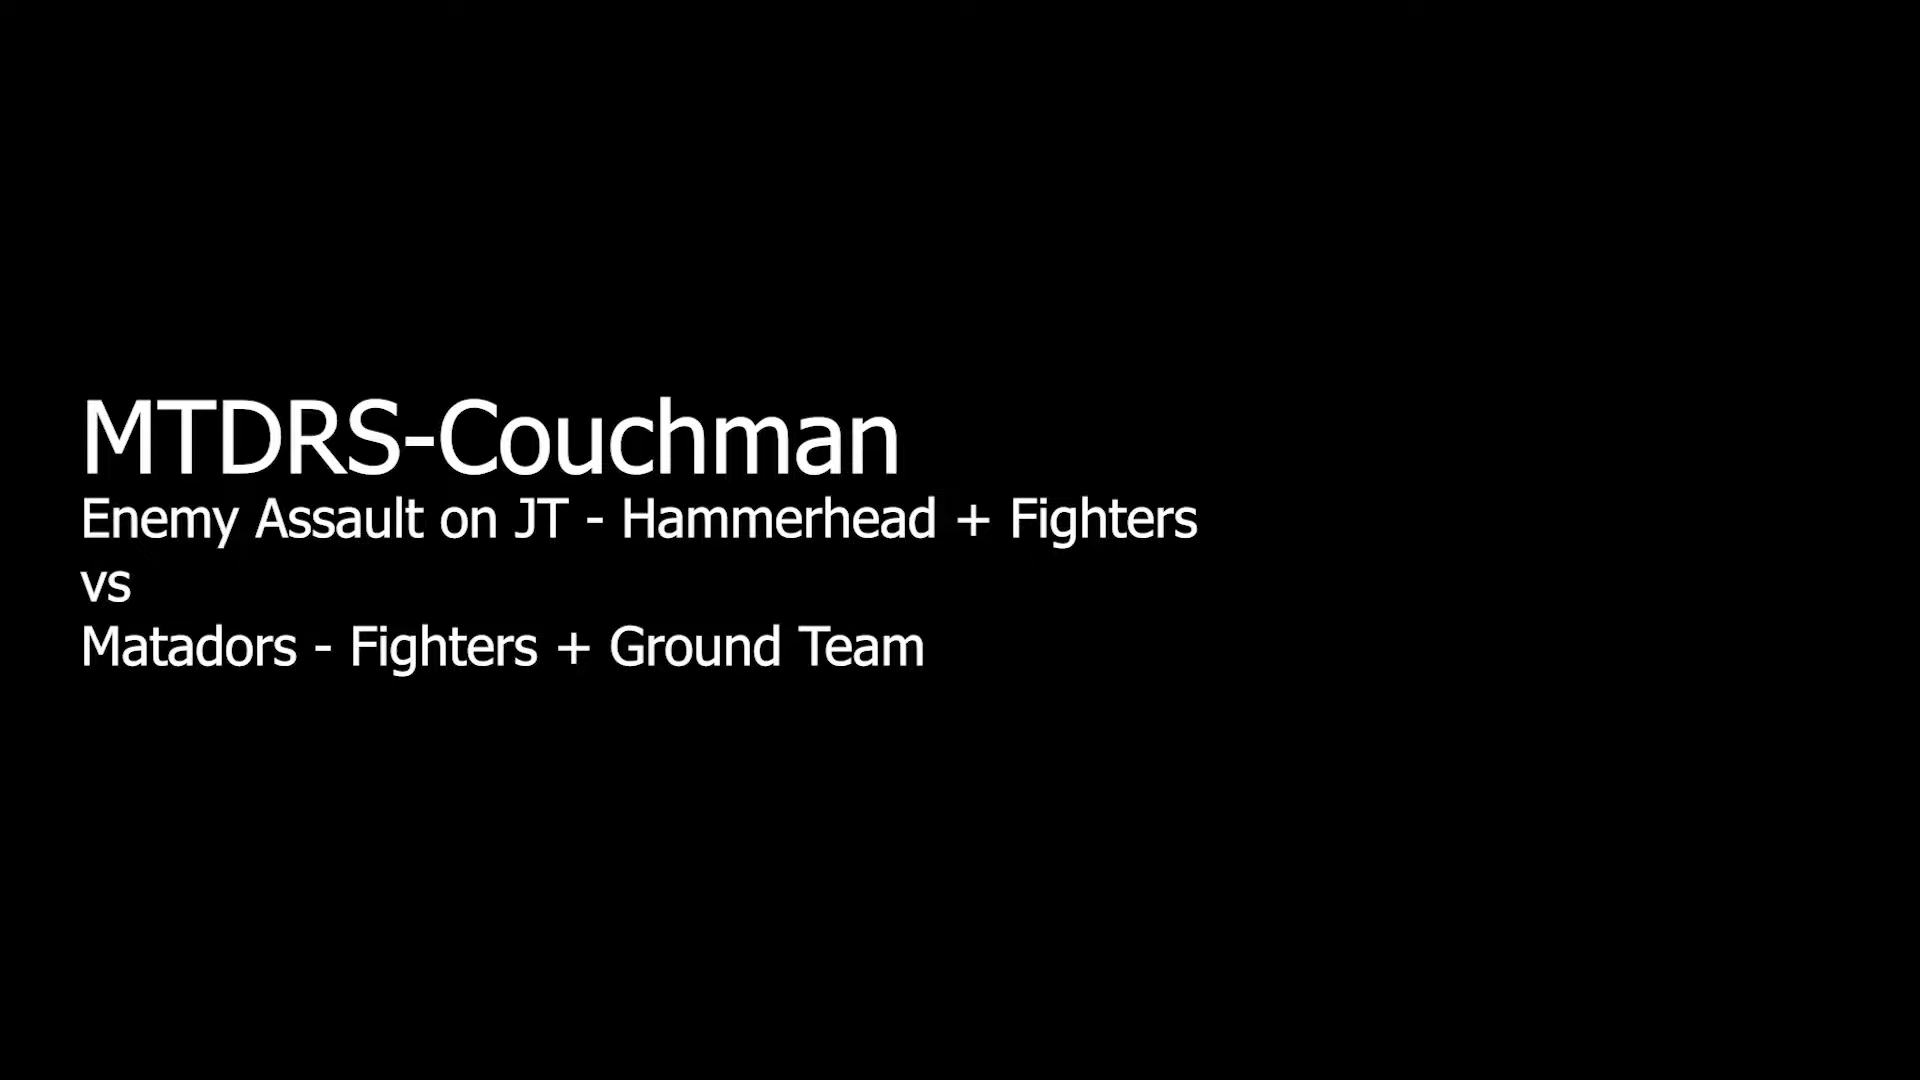 MTDRS-Couchman
Enemy Assault on JT - Hammerhead + Fighters
vs
Matadors - Fighters + Ground Team